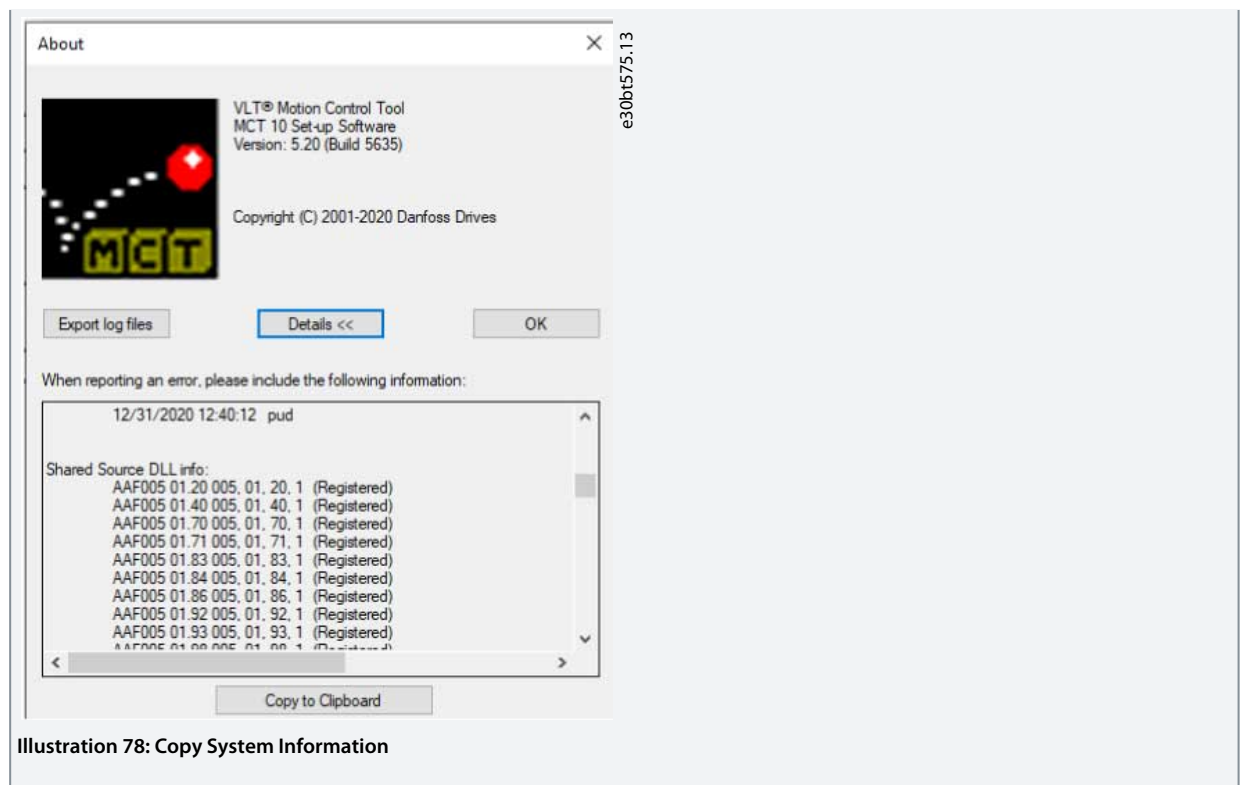 About
e30bt575.13
VLT® Motion Control Tool
MCT 10 Set-up Software
Version: 5.20 (Build 5635)
Copyright (C) 2001-2020 Danfoss Drives
MCT
Export log files
Details <<
OK
When reporting an error, please include the following information:
12/31/2020 12:40:12 pud
Shared Source DLL info:
AAF005 01.20 005, 01, 20, 1 (Registered)
AAF005 01.40 005, 01, 40, 1 (Registered)
AAF005 01.70 005, 01, 70, 1 (Registered)
AAF005 01.71 005, 01, 71, 1 (Registered)
AAF005 01.83 005, 01, 83, 1 (Registered)
AAF005 01.84 005, 01, 84, 1 (Registered)
AAF005 01.86 005, 01, 86, 1 (Registered)
AAF005 01.92 005, 01, 92, 1 (Registered)
AAF005 01.93 005, 01, 93, 1 (Registered)
Copy to Clipboard
Illustration 78: Copy System Information